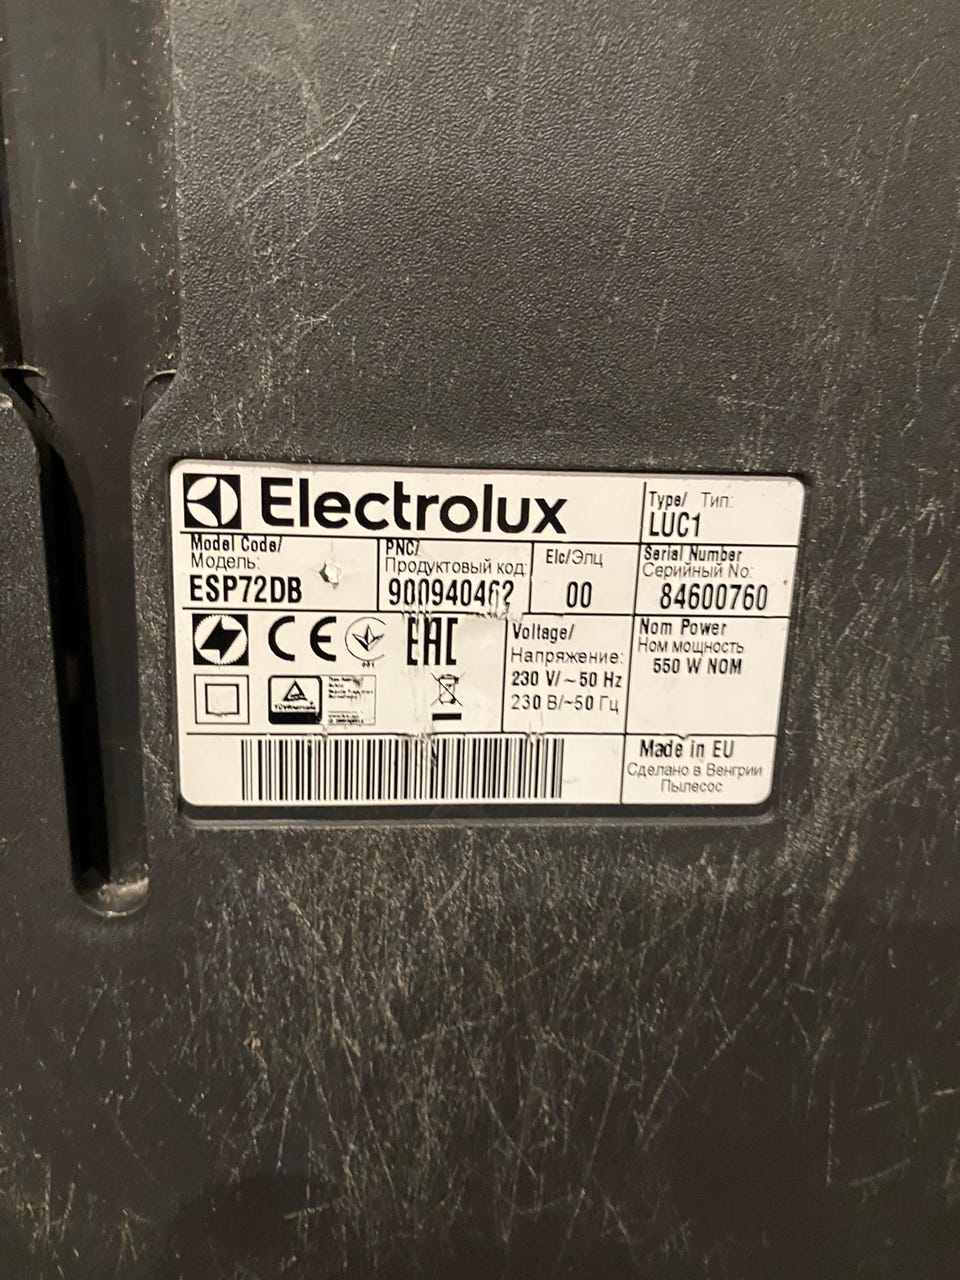 Electrolux
Type/ Тип:
LUC1
Model Code/
Модель:
ESP72DB
PNC/
Продуктовый код:
900940462
Elc/Элц
00
Serial Number
Серийный No:
84600760
CE
EAC
Voltage/
Напряжение:
230 V/~50 Hz
230 В/~50 Гц
Nom Power
Ном мощность
550 W NOM
TÜVRheinland
Made in EU
Сделано в Венгрии
Пылесос